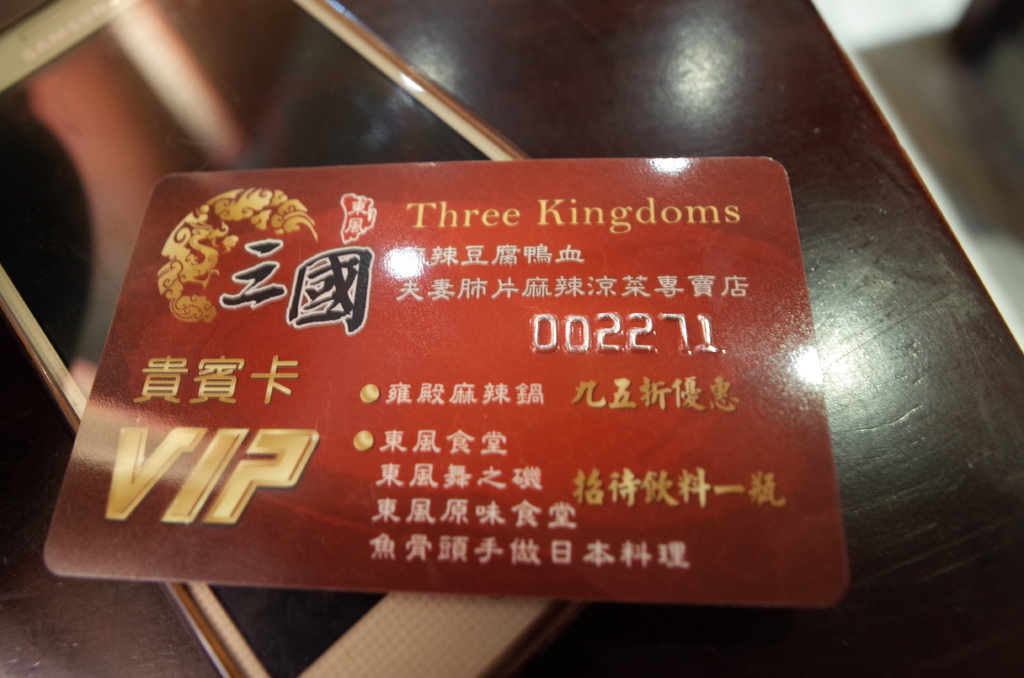 SAMSUNG
東風
三國
Three Kingdoms
麻辣豆腐鴨血
夫妻肺片麻辣涼菜專賣店
002271
貴賓卡
VIP
雍殿麻辣鍋 九五折優惠
東風食堂
東風舞之磯
東風原味食堂
魚骨頭手做日本料理
招待飲料一瓶